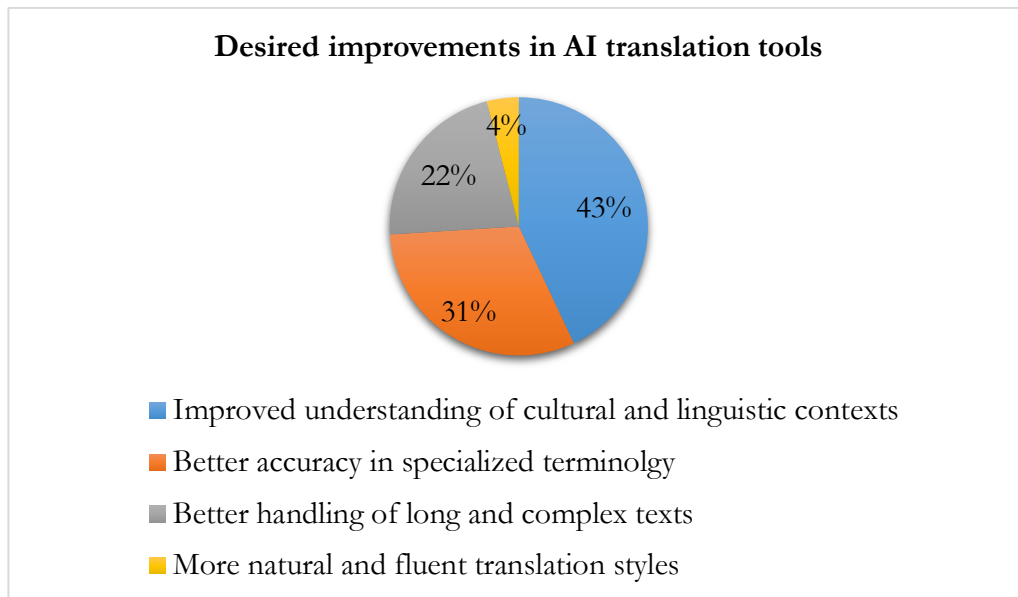 Desired improvements in AI translation tools
4%
22%
43%
31%
Improved understanding of cultural and linguistic contexts
Better accuracy in specialized terminolgy
Better handling of long and complex texts
More natural and fluent translation styles